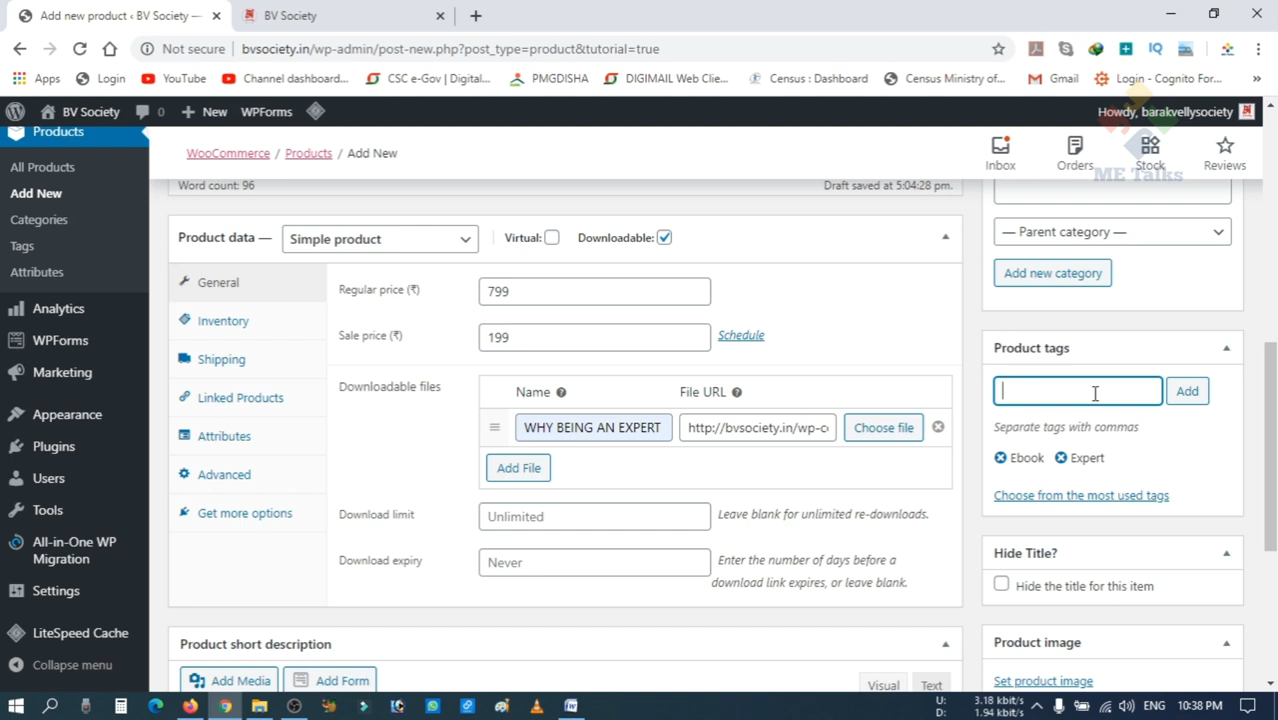 Add new product ‹ BV Society —
BV Society
Not secure
bvsociety.in/wp-admin/post-new.php?post_type=product&tutorial=true
IQ
Apps
Login
YouTube
Channel dashboard...
CSC e-Gov | Digital...
PMGDISHA
DIGIMAIL Web Clie...
Census : Dashboard
Census Ministry of...
Gmail
Login - Cognito For...
BV Society
0
New
WPForms
Howdy, barakvellysociety
ME Talks
Products
All Products
Add New
Categories
Tags
Attributes
Analytics
WPForms
Marketing
Appearance
Plugins
Users
Tools
All-in-One WP
Migration
Settings
LiteSpeed Cache
Collapse menu
WooCommerce / Products / Add New
Inbox
Orders
Stock
Reviews
Word count: 96
Draft saved at 5:04:28 pm.
Product data —
Simple product
Virtual:
Downloadable:
General
Inventory
Shipping
Linked Products
Attributes
Advanced
Get more options
Regular price (₹)
799
Sale price (₹)
199
Schedule
Downloadable files
Name
File URL
WHY BEING AN EXPERT
http://bvsociety.in/wp-co
Choose file
Add File
Download limit
Unlimited
Leave blank for unlimited re-downloads.
Download expiry
Never
Enter the number of days before a
download link expires, or leave blank.
Product short description
Add Media
Add Form
Visual
Text
— Parent category —
Add new category
Product tags
Add
Separate tags with commas
Ebook
Expert
Choose from the most used tags
Hide Title?
Hide the title for this item
Product image
Set product image
U: 3.18 kbit/s
D: 1.94 kbit/s
ENG
10:38 PM